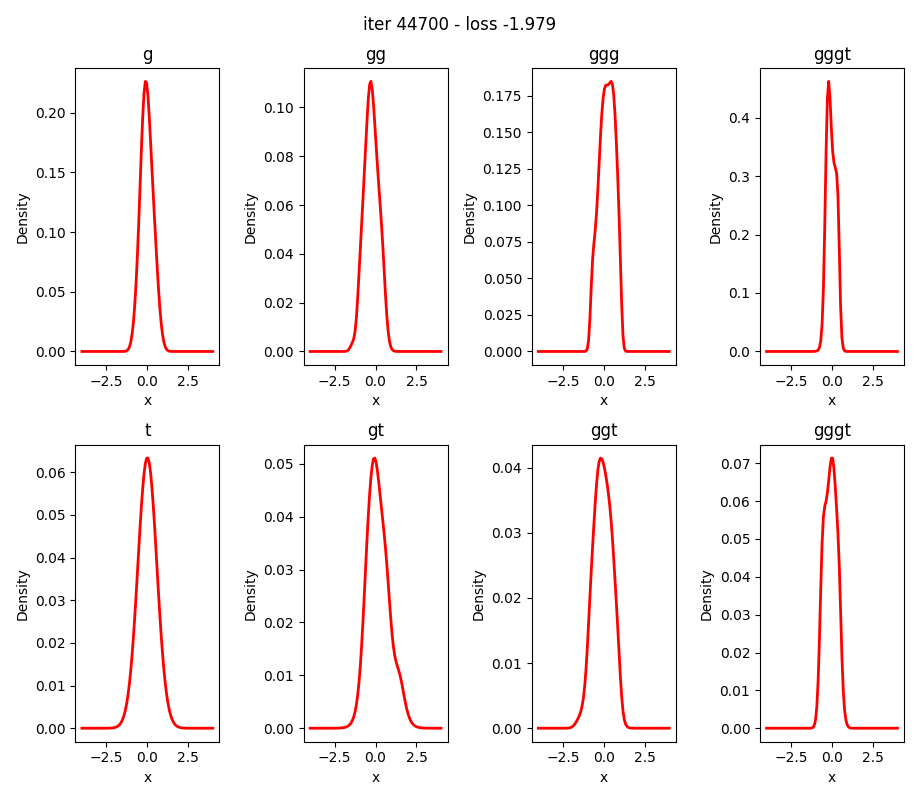 iter 44700 - loss -1.979
g
gg
ggg
gggt
Density
0.20
0.15
0.10
0.05
0.00
−2.5 0.0 2.5
x
Density
0.10
0.08
0.06
0.04
0.02
0.00
−2.5 0.0 2.5
x
Density
0.175
0.150
0.125
0.100
0.075
0.050
0.025
0.000
−2.5 0.0 2.5
x
Density
0.4
0.3
0.2
0.1
0.0
−2.5 0.0 2.5
x
t
gt
ggt
gggt
Density
0.06
0.05
0.04
0.03
0.02
0.01
0.00
−2.5 0.0 2.5
x
Density
0.05
0.04
0.03
0.02
0.01
0.00
−2.5 0.0 2.5
x
Density
0.04
0.03
0.02
0.01
0.00
−2.5 0.0 2.5
x
Density
0.07
0.06
0.05
0.04
0.03
0.02
0.01
0.00
−2.5 0.0 2.5
x